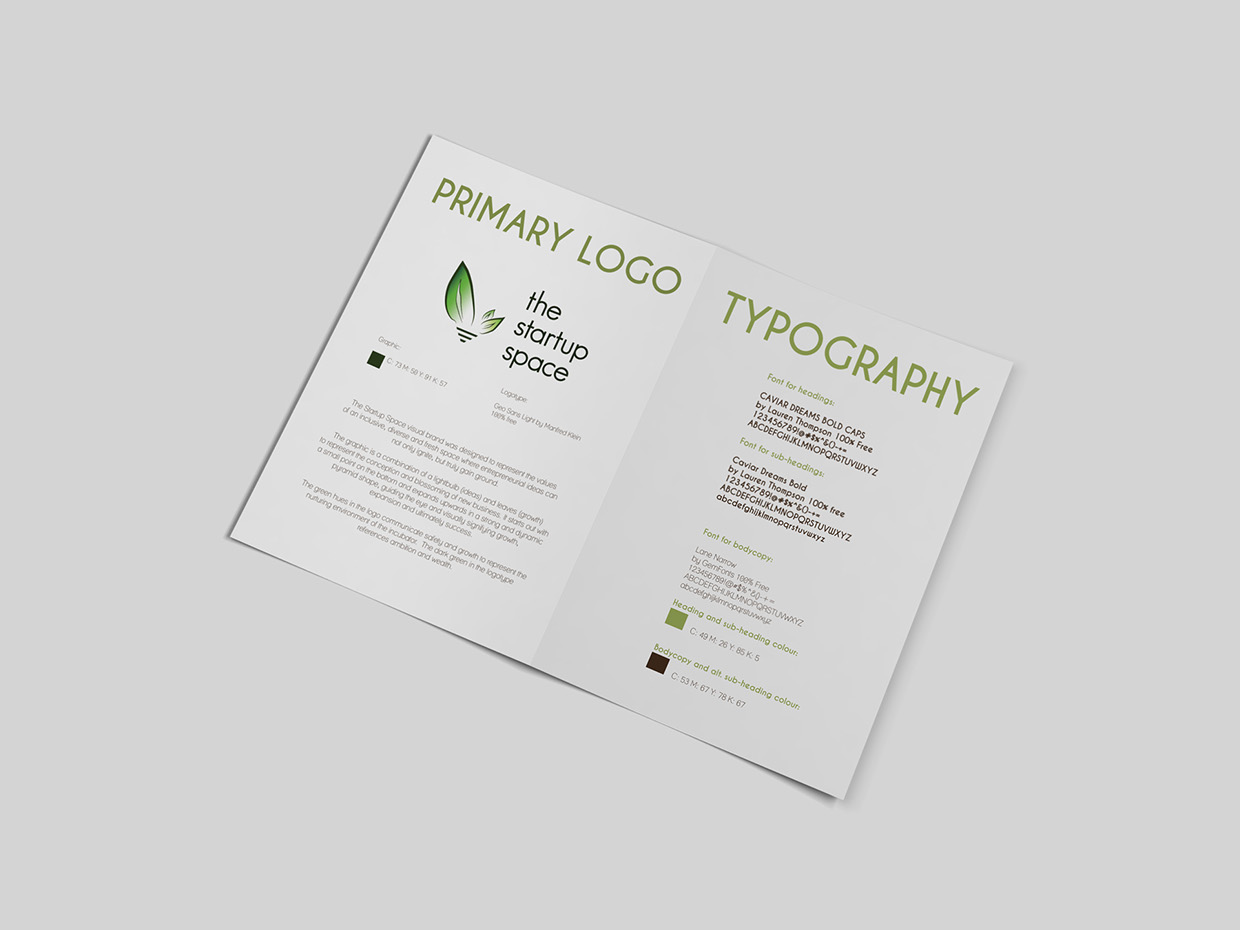 PRIMARY LOGO
the
startup
space
Graphic:
C: 73 M: 50 Y: 91 K: 57
Logotype:
Geo Sans Light by Manfred Klein
100% free
The Startup Space visual brand was designed to represent the values
of an inclusive, diverse and fresh space where entrepreneurial ideas can
not only ignite, but truly gain ground.
The graphic is a combination of a lightbulb (ideas) and leaves (growth)
to represent the conception and blossoming of new business. It starts out with
a small point on the bottom and expands upwards in a strong and dynamic
pyramid shape, guiding the eye and visually signifying growth,
expansion and ultimately success.
The green hues in the logo communicate safety and growth to represent the
nurturing environment of the incubator. The dark green in the logotype
references ambition and wealth.
TYPOGRAPHY
Font for headings:
CAVIAR DREAMS BOLD CAPS
by Lauren Thompson 100% Free
123456789!@#$%^&()-+=
ABCDEFGHIJKLMNOPQRSTUVWXYZ
Font for sub-headings:
Caviar Dreams Bold
by Lauren Thompson 100% free
123456789!@#$%^&()-+=
ABCDEFGHIJKLMNOPQRSTUVWXYZ
abcdefghijklmnopqrstuvwxyz
Font for bodycopy:
Lane Narrow
by GemFonts 100% Free
123456789!@#$%^&()-+=
ABCDEFGHIJKLMNOPQRSTUVWXYZ
abcdefghijklmnopqrstuvwxyz
Heading and sub-heading colour:
C: 49 M: 26 Y: 85 K: 5
Bodycopy and alt. sub-heading colour:
C: 53 M: 67 Y: 78 K: 67